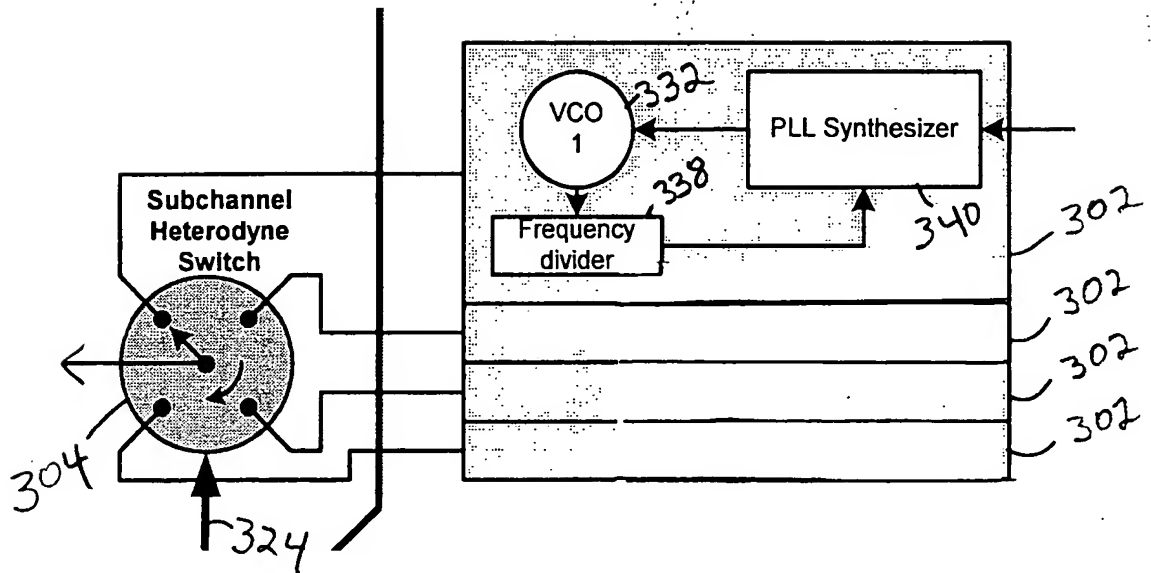 332
VCO
1
PLL Synthesizer
338
Subchannel
Heterodyne
Switch
Frequency
divider
340
302
302
302
302
304
324